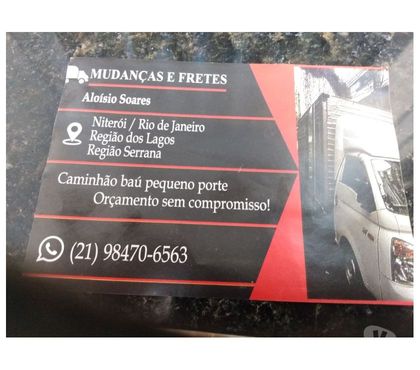 MUDANÇAS E FRETES
Aloísio Soares
Niterói / Rio de Janeiro
Região dos Lagos
Região Serrana
Caminhão baú pequeno porte
Orçamento sem compromisso!
(21) 98470-6563